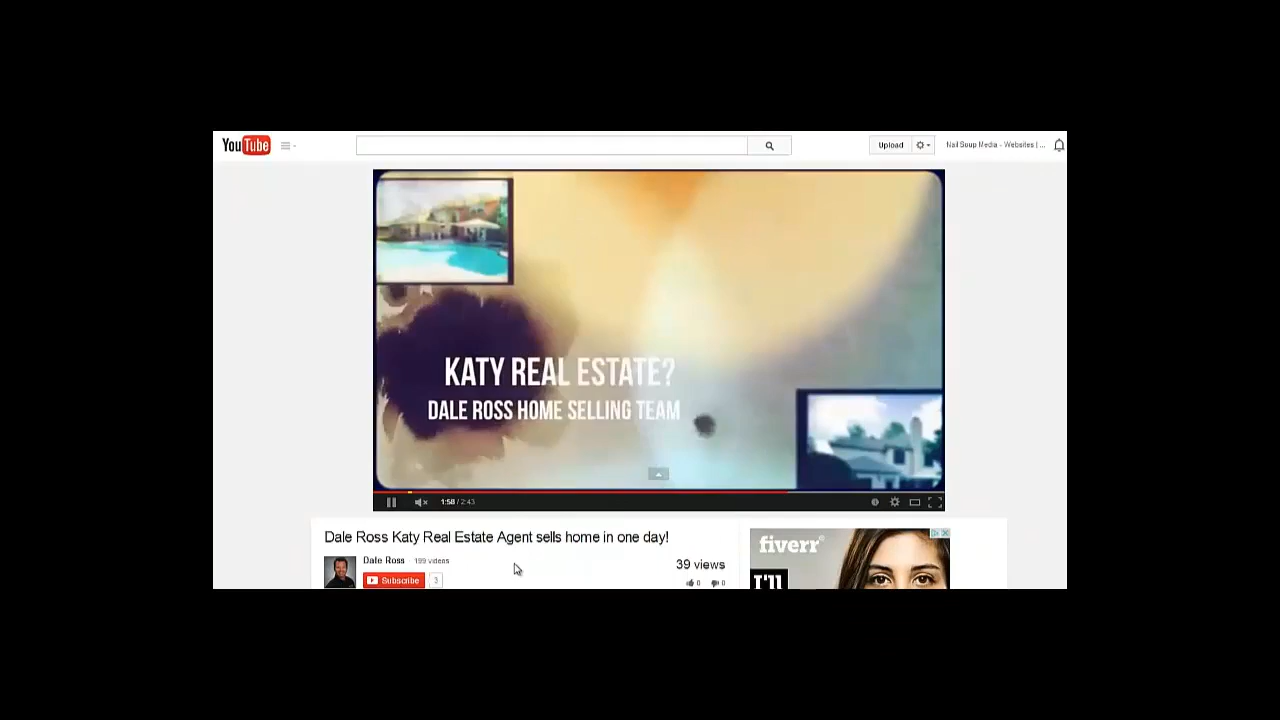 YouTube
Upload
Nail Soup Media - Websites | ...
KATY REAL ESTATE?
DALE ROSS HOME SELLING TEAM
1:58 / 2:43
Dale Ross Katy Real Estate Agent sells home in one day!
Dale Ross 199 videos
Subscribe 3
39 views
0 0
fiverr®
I'll